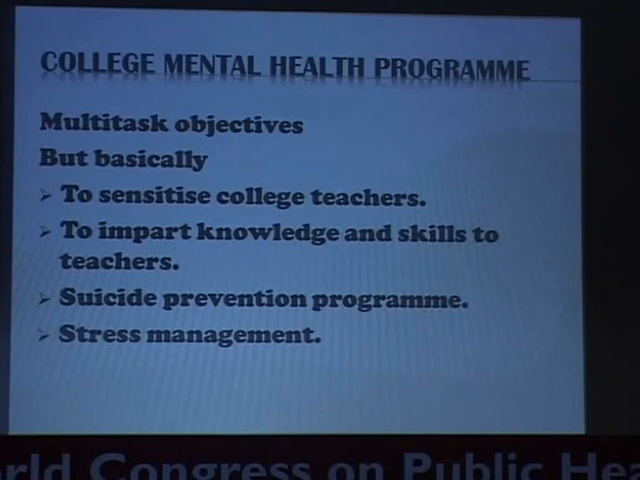 COLLEGE MENTAL HEALTH PROGRAMME
Multitask objectives
But basically
➢ To sensitise college teachers.
➢ To impart knowledge and skills to
teachers.
➢ Suicide prevention programme.
➢ Stress management.
Congress on Public